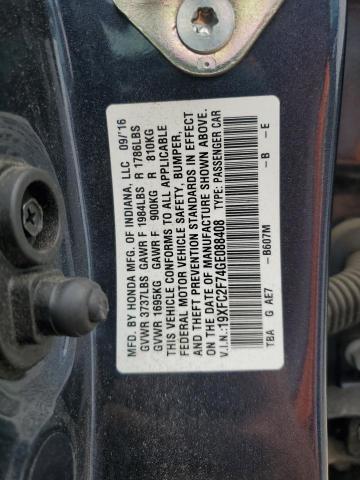 MFD. BY HONDA MFG. OF INDIANA, LLC 09/16
GVWR 3737LBS GAWR F 1984LBS R 1786LBS
GVWR 1695KG GAWR F 900KG R 810KG
THIS VEHICLE CONFORMS TO ALL APPLICABLE
FEDERAL MOTOR VEHICLE SAFETY, BUMPER,
AND THEFT PREVENTION STANDARDS IN EFFECT
ON THE DATE OF MANUFACTURE SHOWN ABOVE.
V.I.N.:19XFC2F74GE088408 TYPE: PASSENGER CAR
TBA G AE7 -B607M -B -E